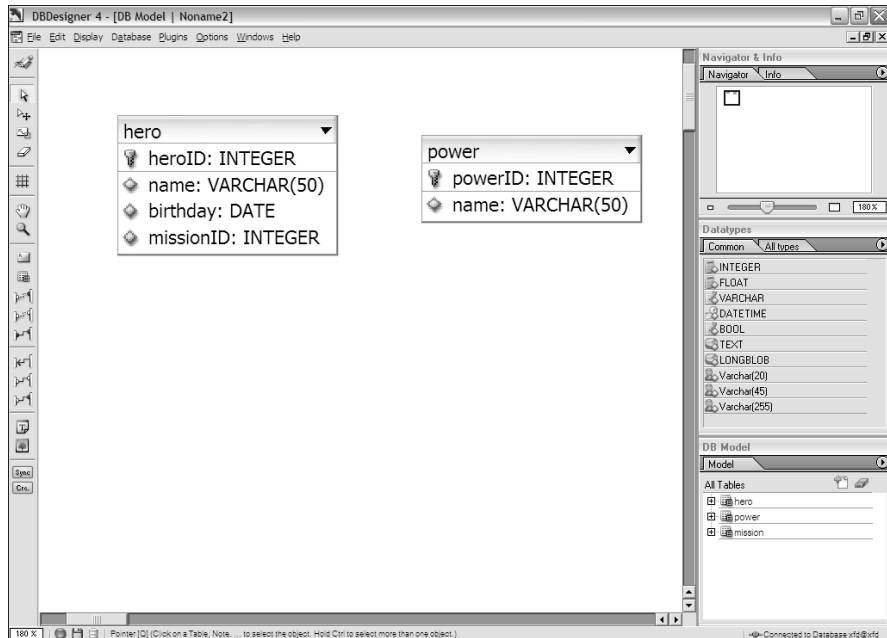 DBDesigner 4 - [DB Model | Noname2]
File Edit Display Database Plugins Options Windows Help
hero
heroID: INTEGER
name: VARCHAR(50)
birthday: DATE
missionID: INTEGER
power
powerID: INTEGER
name: VARCHAR(50)
Navigator & Info
Navigator Info
180 %
Datatypes
Common All types
INTEGER
FLOAT
VARCHAR
DATETIME
BOOL
TEXT
LONGBLOB
Varchar(20)
Varchar(45)
Varchar(255)
DB Model
Model
All Tables
hero
power
mission
Sync
Cre.
180 % Pointer [Q] (Click on a Table, Note, ... to select the object. Hold Ctrl to select more than one object.) Connected to Database xfd@xfd